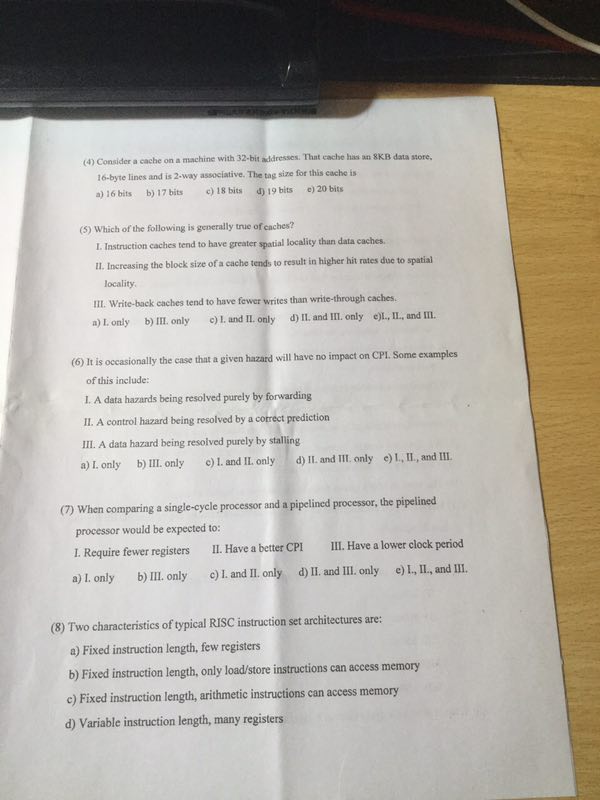 (4) Consider a cache on a machine with 32-bit addresses. That cache has an 8KB data store,
16-byte lines and is 2-way associative. The tag size for this cache is
a) 16 bits b) 17 bits c) 18 bits d) 19 bits e) 20 bits
(5) Which of the following is generally true of caches?
I. Instruction caches tend to have greater spatial locality than data caches.
II. Increasing the block size of a cache tends to result in higher hit rates due to spatial
locality.
III. Write-back caches tend to have fewer writes than write-through caches.
a) I. only b) III. only c) I. and II. only d) II. and III. only e)I., II., and III.
(6) It is occasionally the case that a given hazard will have no impact on CPI. Some examples
of this include:
I. A data hazards being resolved purely by forwarding
II. A control hazard being resolved by a correct prediction
III. A data hazard being resolved purely by stalling
a) I. only b) III. only c) I. and II. only d) II. and III. only e) I., II., and III.
(7) When comparing a single-cycle processor and a pipelined processor, the pipelined
processor would be expected to:
I. Require fewer registers II. Have a better CPI III. Have a lower clock period
a) I. only b) III. only c) I. and II. only d) II. and III. only e) I., II., and III.
(8) Two characteristics of typical RISC instruction set architectures are:
a) Fixed instruction length, few registers
b) Fixed instruction length, only load/store instructions can access memory
c) Fixed instruction length, arithmetic instructions can access memory
d) Variable instruction length, many registers